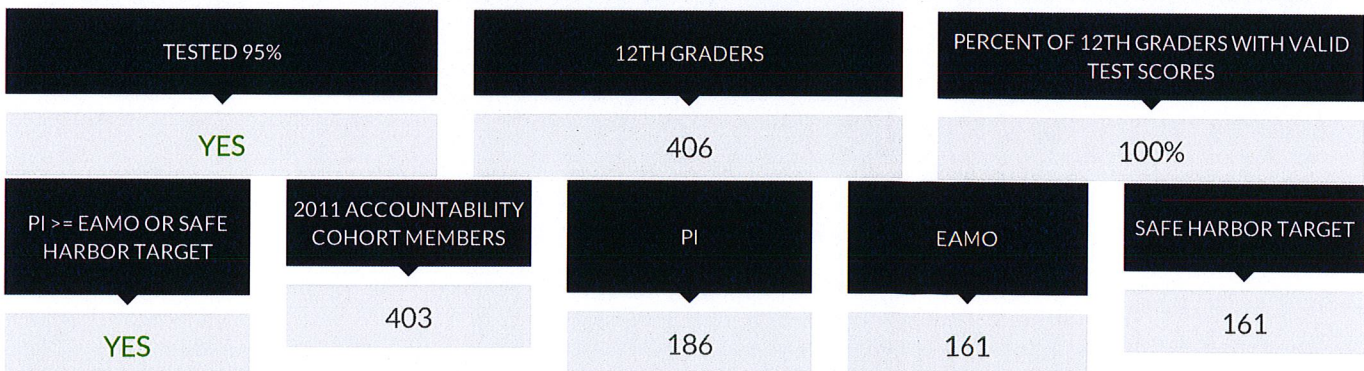 TESTED 95%
12TH GRADERS
PERCENT OF 12TH GRADERS WITH VALID
TEST SCORES
YES
406
100%
PI >= EAMO OR SAFE
HARBOR TARGET
2011 ACCOUNTABILITY
COHORT MEMBERS
PI
EAMO
SAFE HARBOR TARGET
YES
403
186
161
161